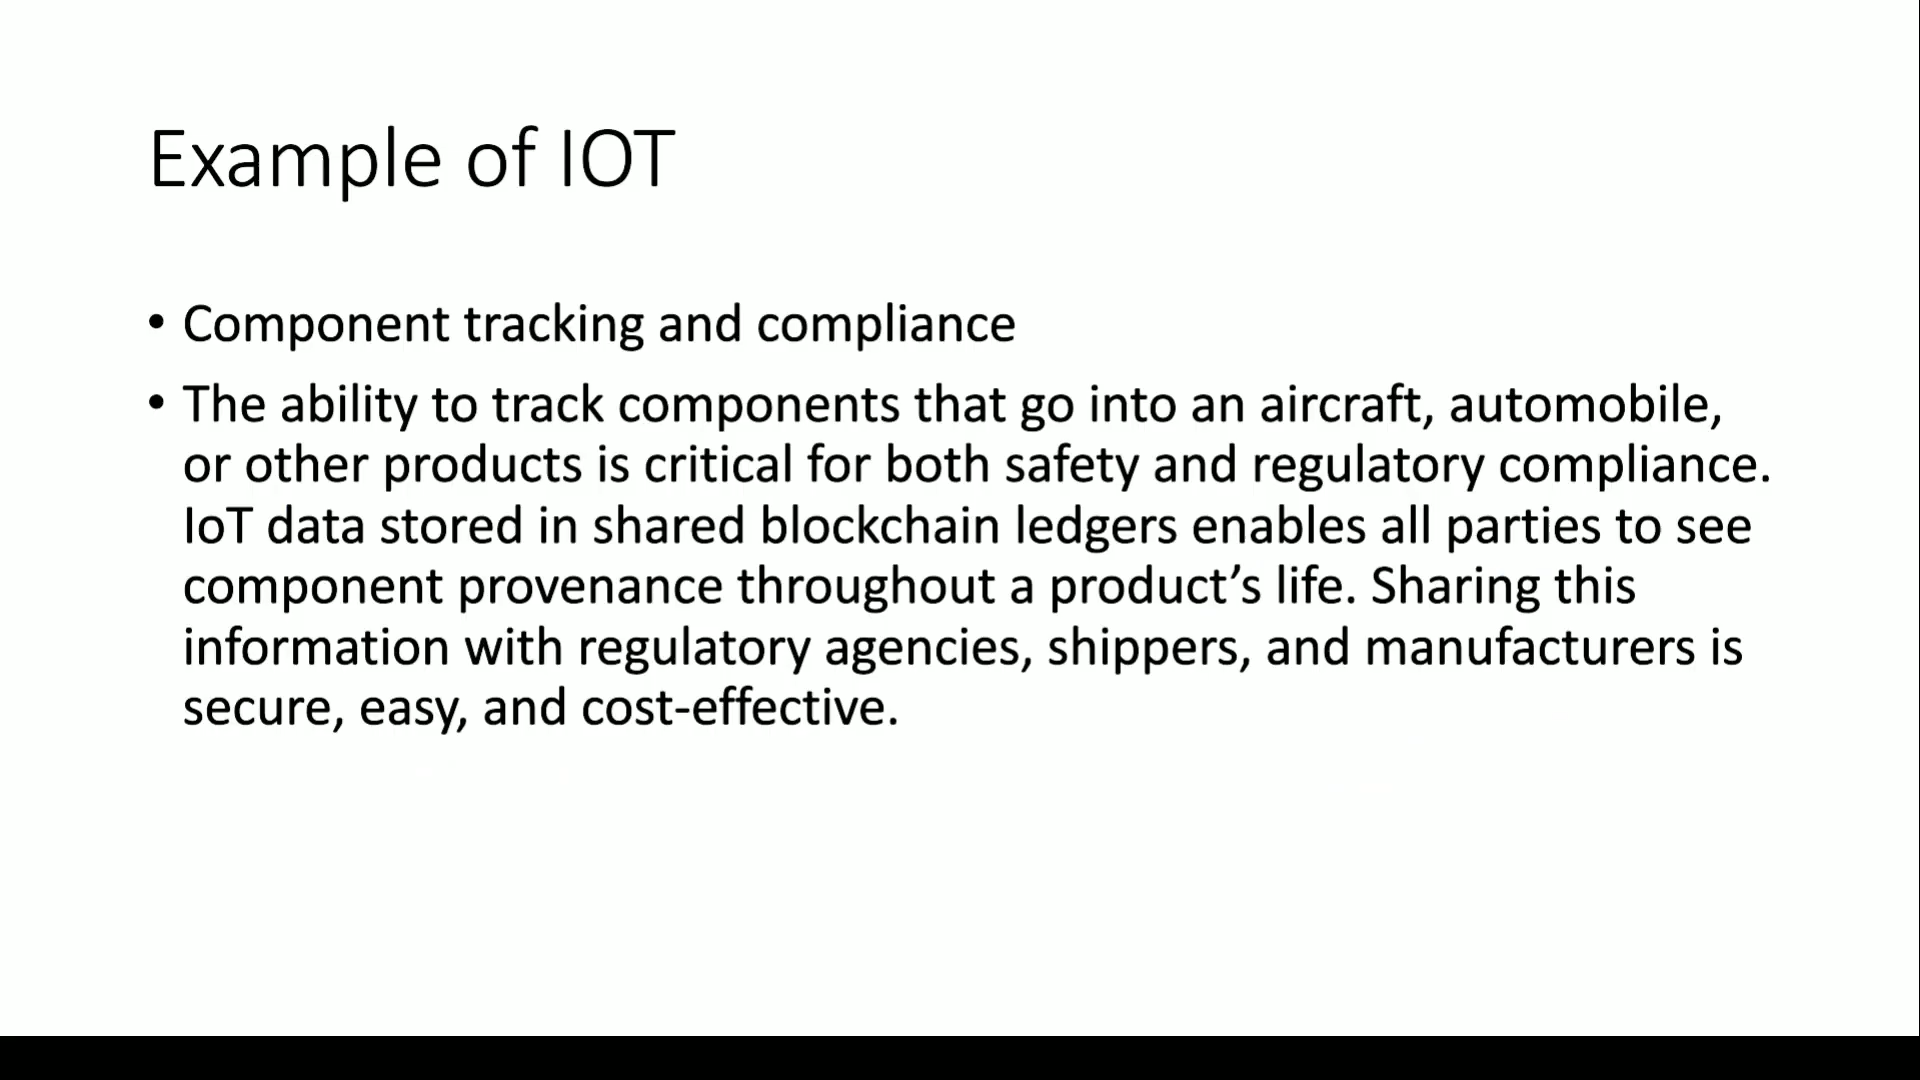 Example of IOT
• Component tracking and compliance
• The ability to track components that go into an aircraft, automobile,
or other products is critical for both safety and regulatory compliance.
IoT data stored in shared blockchain ledgers enables all parties to see
component provenance throughout a product’s life. Sharing this
information with regulatory agencies, shippers, and manufacturers is
secure, easy, and cost-effective.